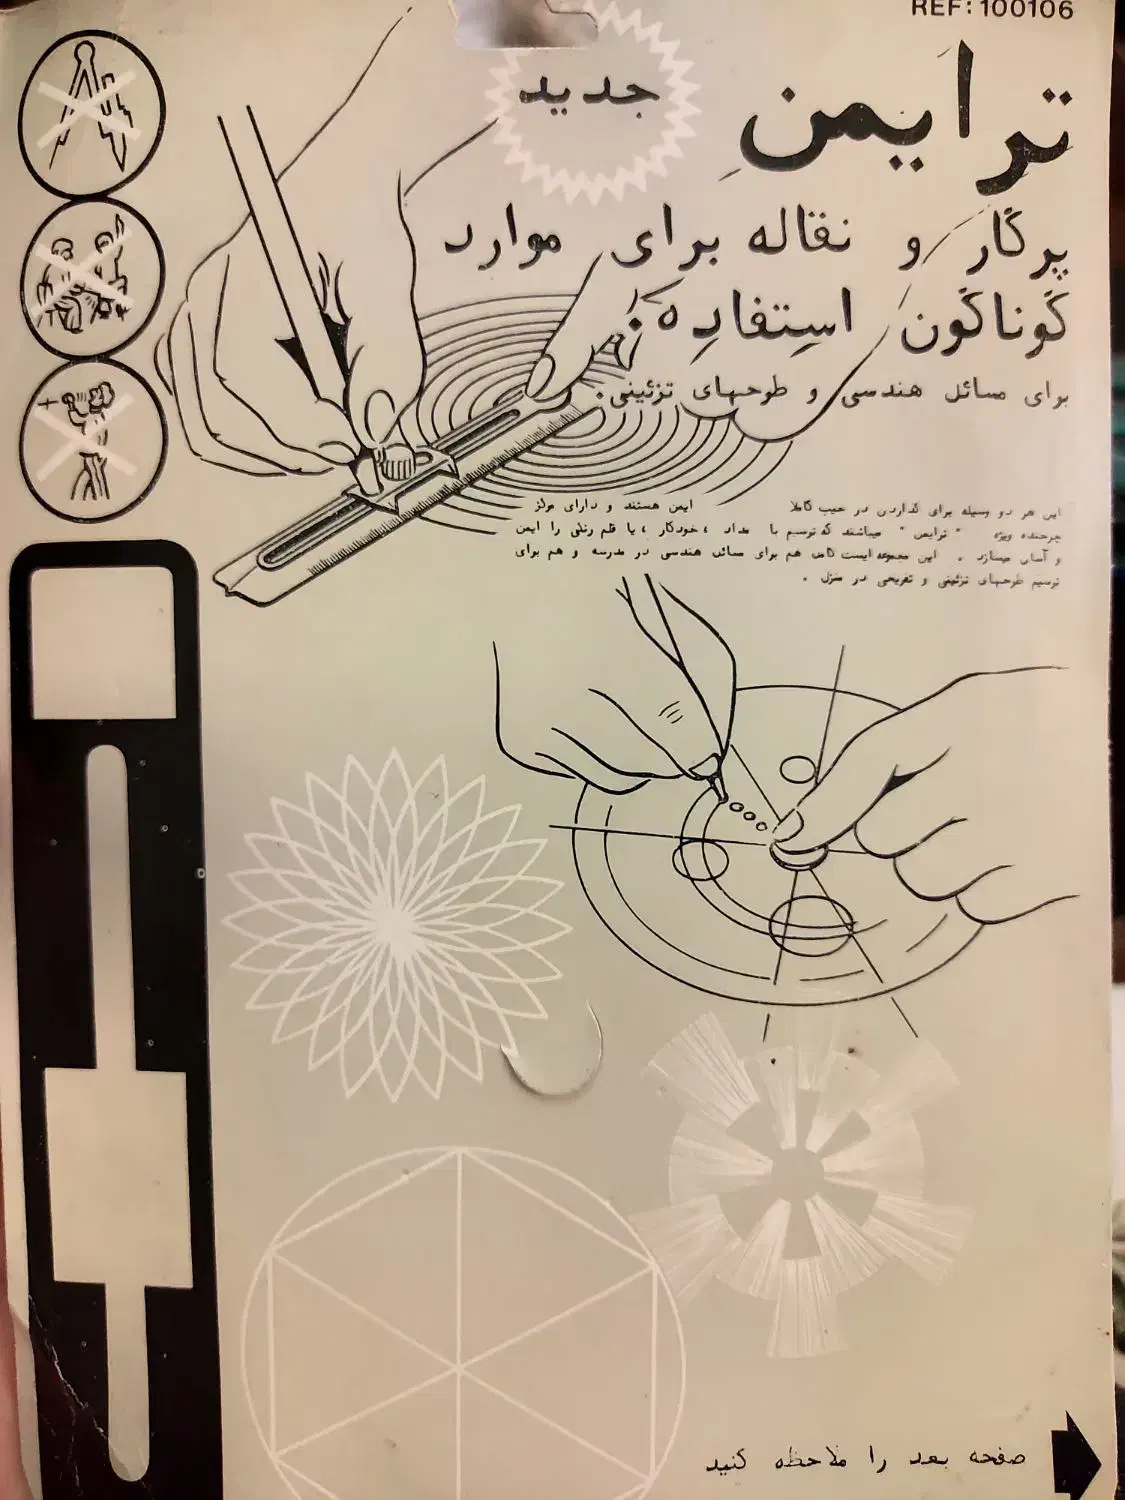 REF: 100106
جدید
ترایمنِ
پرگار و نقاله برای موارد
گوناگون استِفادِه:
برای مسائل هندسی و طرحهای تزئینی.
این هر دو وسیله برای گذاردن در جیب کاملا ایمن هستند و دارای مرکز
چرخنده ویژه " ترایمن " میباشند که ترسیم با مداد ، خودکار ، یا قلم رنگی را ایمن
و آسان میسازد . این مجموعه ایست کامل هم برای مسائل هندسی در مدرسه و هم برای
ترسیم طرحهای تزئینی و تفریحی در منزل .
صفحه بعد را ملاحظه کنید